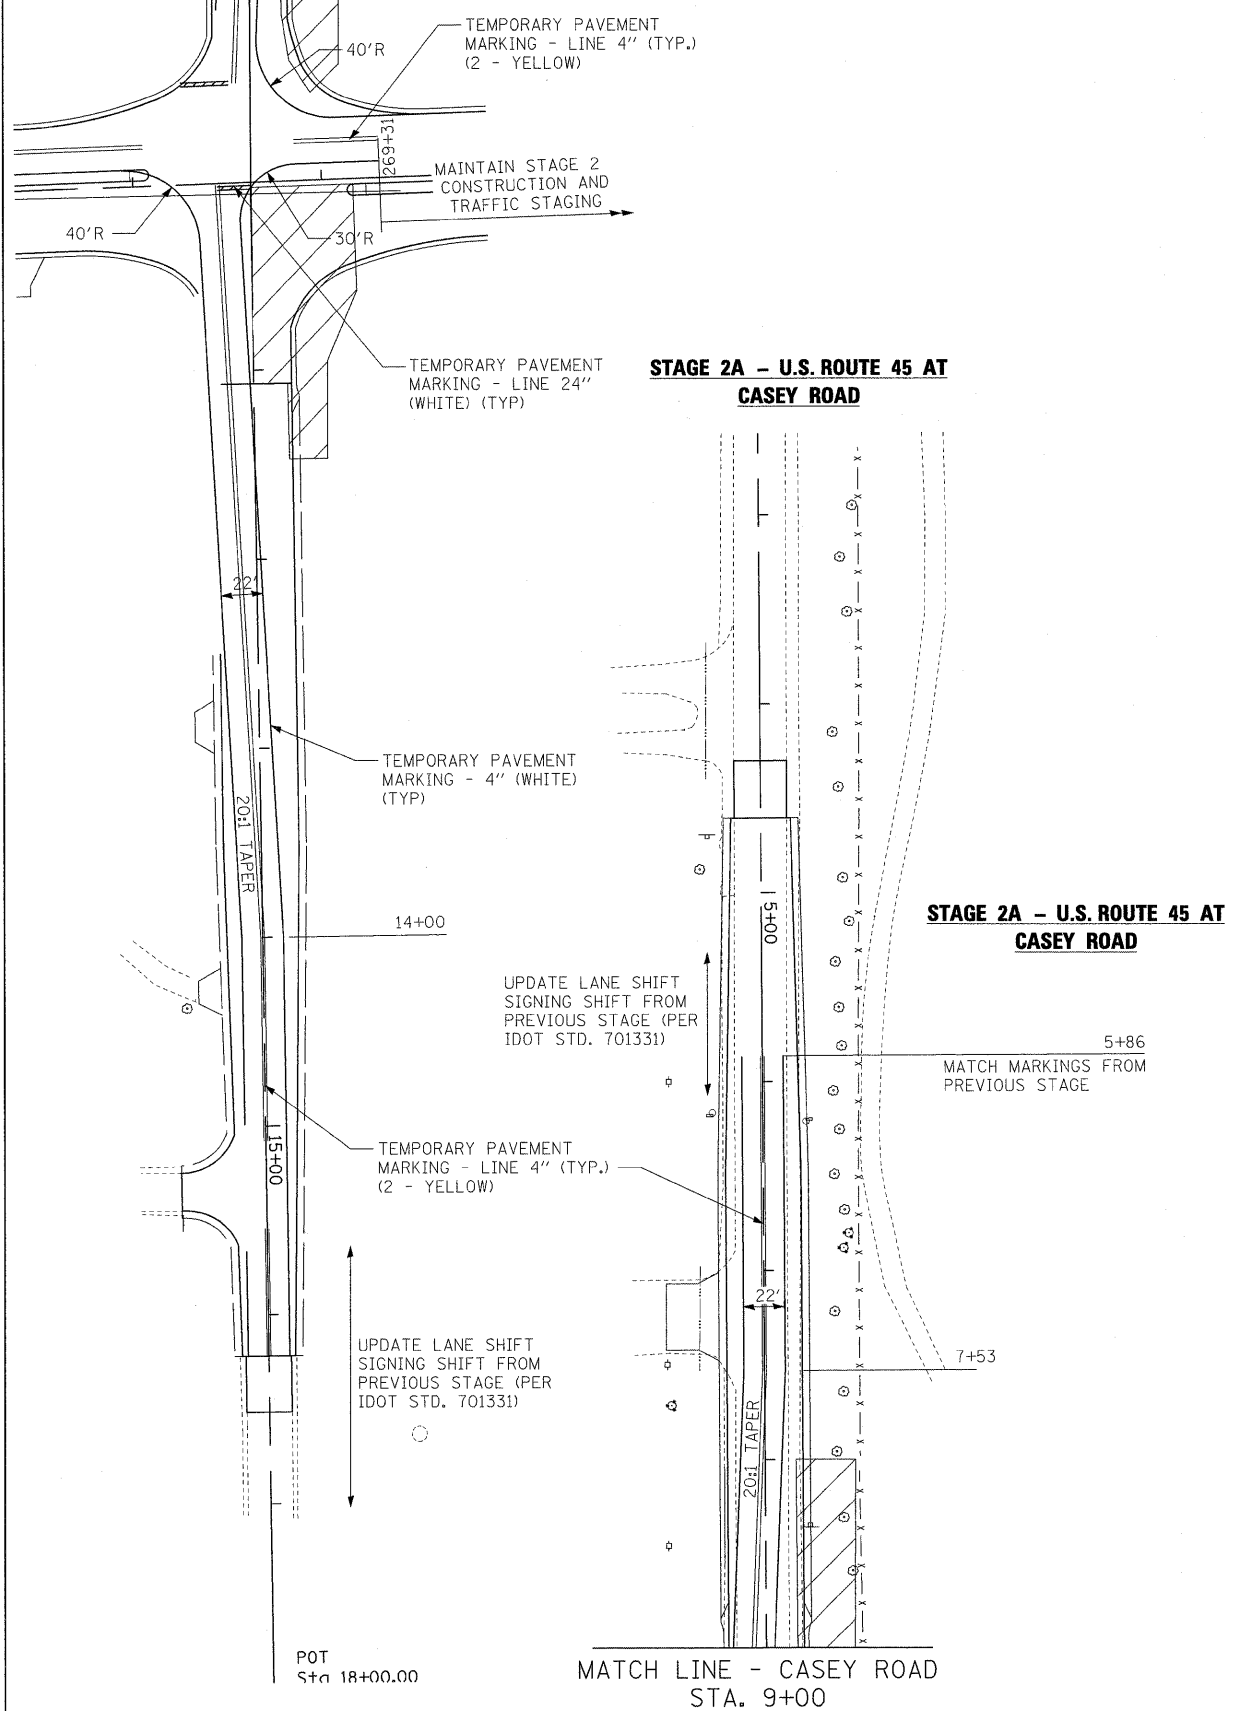 TEMPORARY PAVEMENT
MARKING - LINE 4" (TYP.)
(2 - YELLOW)
40'R
269+31
MAINTAIN STAGE 2
CONSTRUCTION AND
TRAFFIC STAGING
40'R
30'R
TEMPORARY PAVEMENT
MARKING - LINE 24"
(WHITE) (TYP)
STAGE 2A - U.S. ROUTE 45 AT
CASEY ROAD
22'
TEMPORARY PAVEMENT
MARKING - 4" (WHITE)
(TYP)
20:1 TAPER
14+00
15+00
STAGE 2A - U.S. ROUTE 45 AT
CASEY ROAD
UPDATE LANE SHIFT
SIGNING SHIFT FROM
PREVIOUS STAGE (PER
IDOT STD. 701331)
5+86
MATCH MARKINGS FROM
PREVIOUS STAGE
TEMPORARY PAVEMENT
MARKING - LINE 4" (TYP.)
(2 - YELLOW)
15+00
22'
UPDATE LANE SHIFT
SIGNING SHIFT FROM
PREVIOUS STAGE (PER
IDOT STD. 701331)
7+53
20:1 TAPER
POT
Sta 18+00.00
MATCH LINE - CASEY ROAD
STA. 9+00